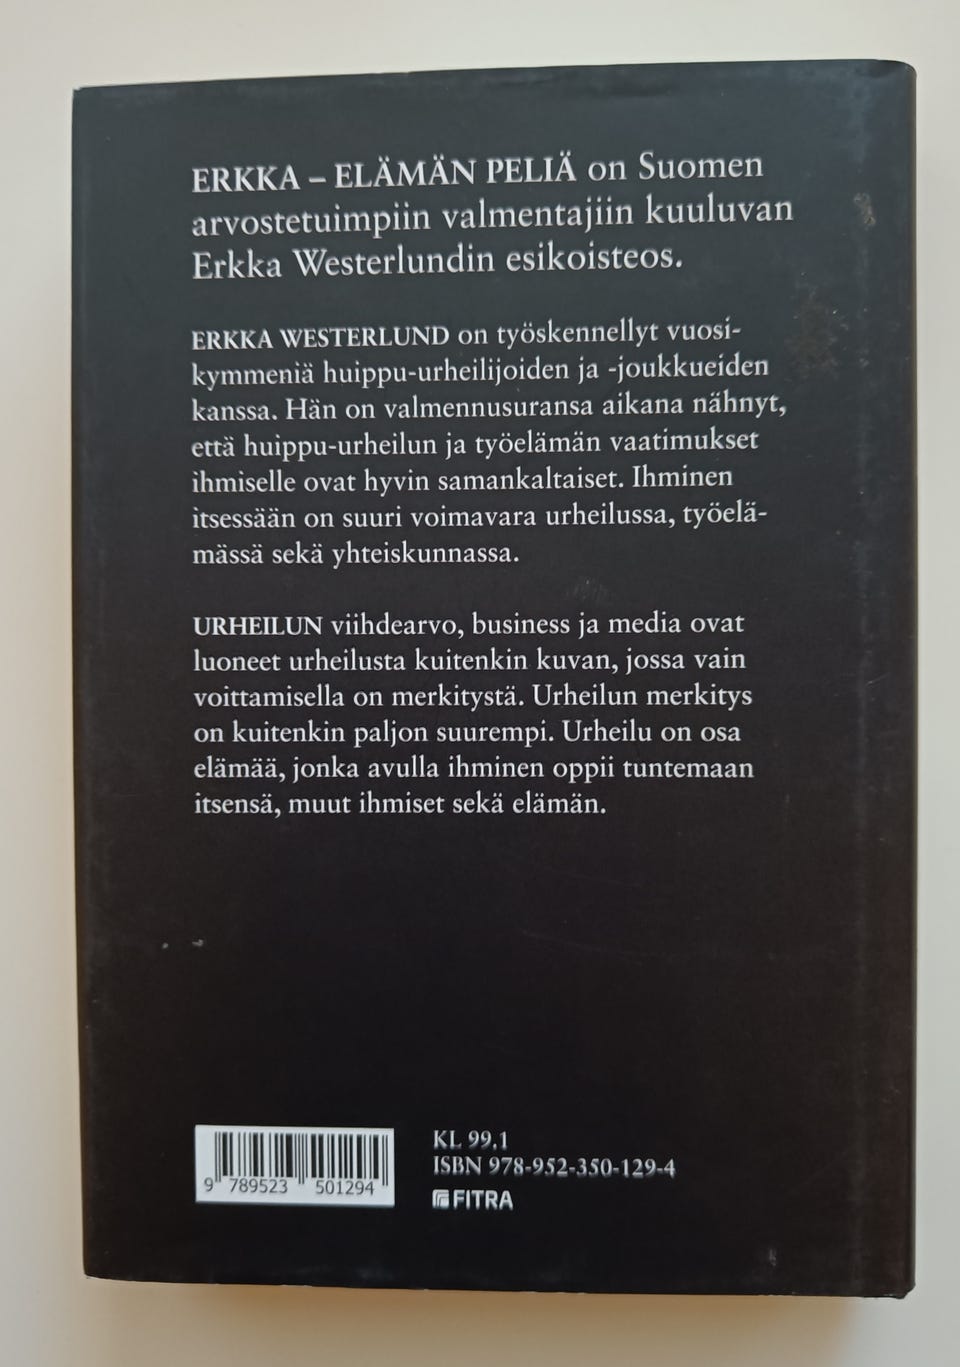 ERKKA – ELÄMÄN PELIÄ on Suomen
arvostetuimpiin valmentajiin kuuluvan
Erkka Westerlundin esikoisteos.
ERKKA WESTERLUND on työskennellyt vuosi-
kymmeniä huippu-urheilijoiden ja -joukkueiden
kanssa. Hän on valmennusuransa aikana nähnyt,
että huippu-urheilun ja työelämän vaatimukset
ihmiselle ovat hyvin samankaltaiset. Ihminen
itsessään on suuri voimavara urheilussa, työelä-
mässä sekä yhteiskunnassa.
URHEILUN viihdearvo, business ja media ovat
luoneet urheilusta kuitenkin kuvan, jossa vain
voittamisella on merkitystä. Urheilun merkitys
on kuitenkin paljon suurempi. Urheilu on osa
elämää, jonka avulla ihminen oppii tuntemaan
itsensä, muut ihmiset sekä elämän.
9 789523 501294
KL 99.1
ISBN 978-952-350-129-4
FITRA